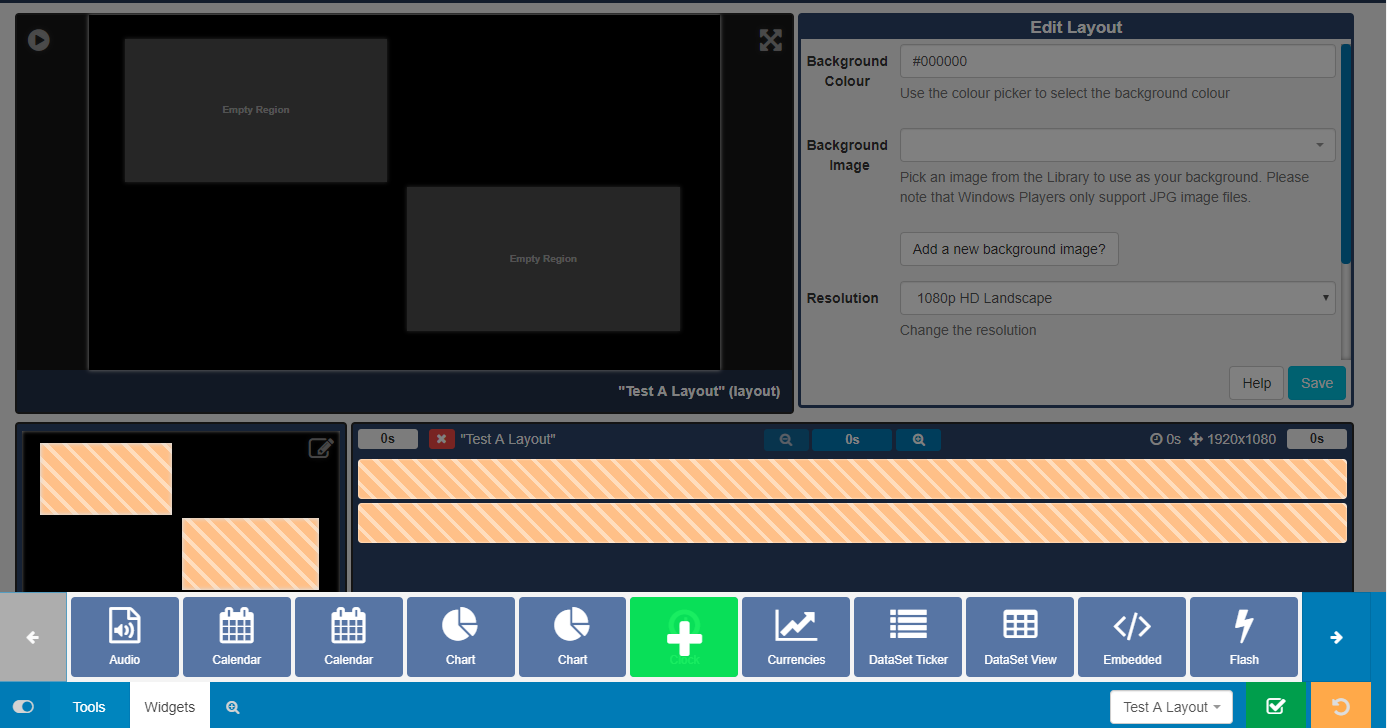 Edit Layout
Background
Colour
#000000
Use the colour picker to select the background colour
Background
Image
Pick an image from the Library to use as your background. Please
note that Windows Players only support JPG image files.
Add a new background image?
Resolution
1080p HD Landscape
Change the resolution
Help
Save
Empty Region
Empty Region
"Test A Layout" (layout)
0s
"Test A Layout"
0s
0s
1920x1080
0s
Audio
Calendar
Calendar
Chart
Chart
Clock
Currencies
DataSet Ticker
DataSet View
Embedded
Flash
Tools
Widgets
Test A Layout